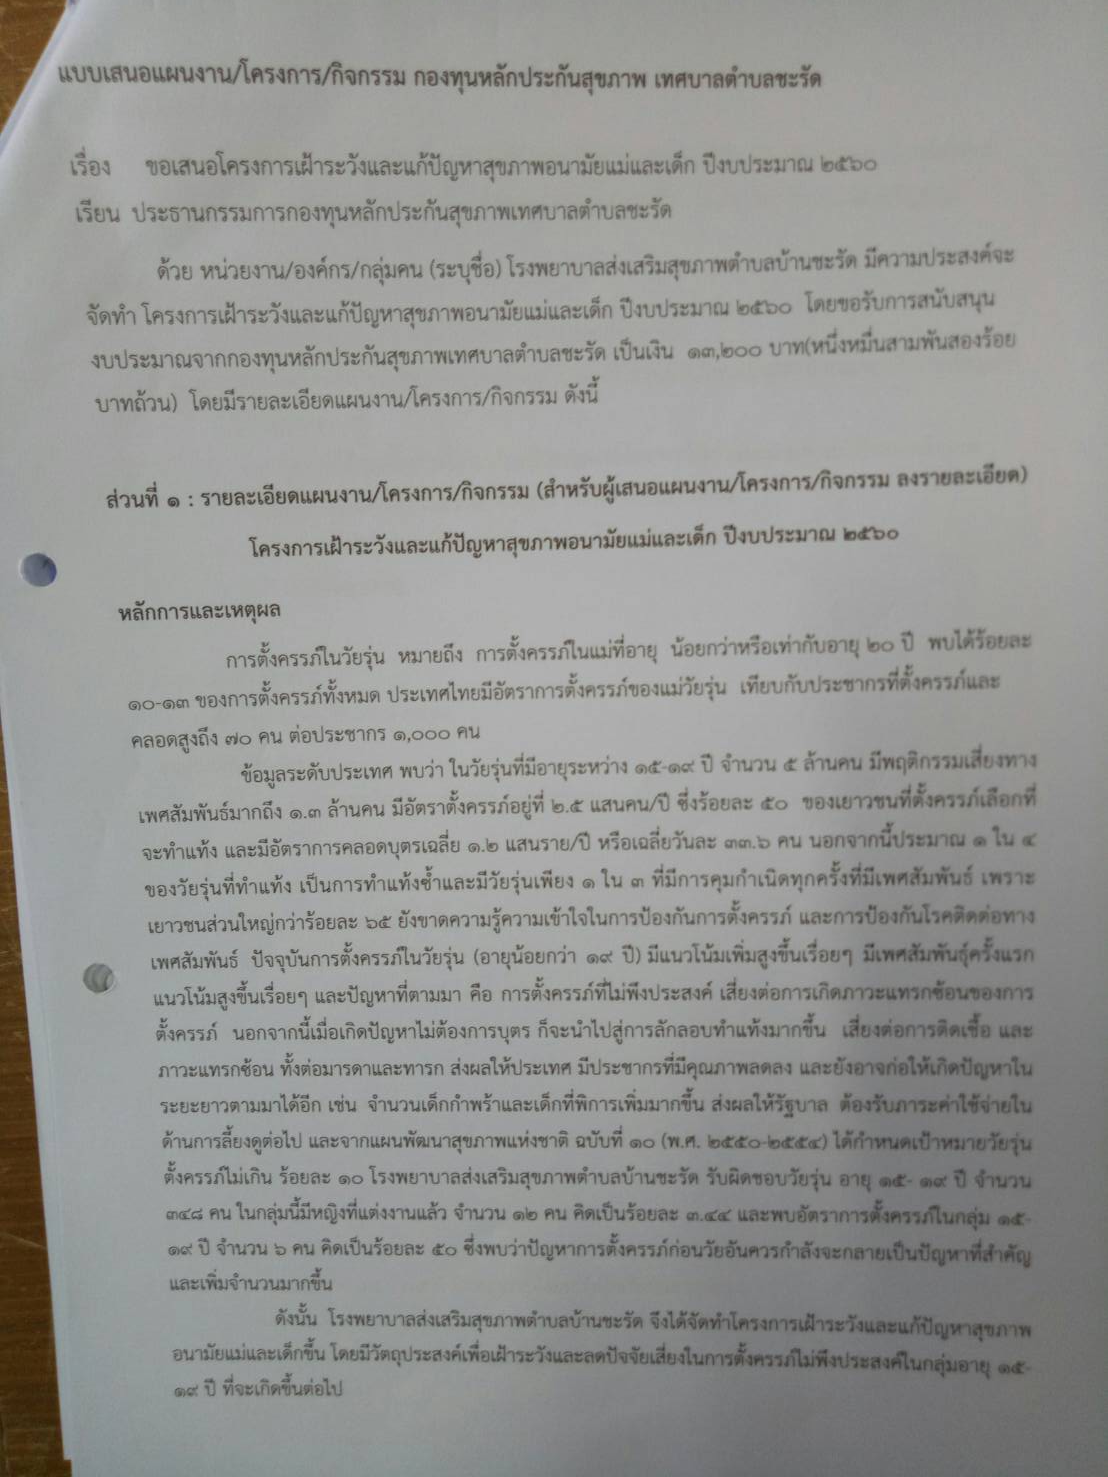 แบบเสนอแผนงาน/โครงการ/กิจกรรม กองทุนหลักประกันสุขภาพ เทศบาลตำบลชะรัด
เรื่อง ขอเสนอโครงการเฝ้าระวังและแก้ปัญหาสุขภาพอนามัยแม่และเด็ก ปีงบประมาณ ๒๕๖๐
เรียน ประธานกรรมการกองทุนหลักประกันสุขภาพเทศบาลตำบลชะรัด
ด้วย หน่วยงาน/องค์กร/กลุ่มคน (ระบุชื่อ) โรงพยาบาลส่งเสริมสุขภาพตำบลบ้านชะรัด มีความประสงค์จะ
จัดทำ โครงการเฝ้าระวังและแก้ปัญหาสุขภาพอนามัยแม่และเด็ก ปีงบประมาณ ๒๕๖๐ โดยขอรับการสนับสนุน
งบประมาณจากกองทุนหลักประกันสุขภาพเทศบาลตำบลชะรัด เป็นเงิน ๑๓,๒๐๐ บาท(หนึ่งหมื่นสามพันสองร้อย
บาทถ้วน) โดยมีรายละเอียดแผนงาน/โครงการ/กิจกรรม ดังนี้
ส่วนที่ ๑ : รายละเอียดแผนงาน/โครงการ/กิจกรรม (สำหรับผู้เสนอแผนงาน/โครงการ/กิจกรรม ลงรายละเอียด)
โครงการเฝ้าระวังและแก้ปัญหาสุขภาพอนามัยแม่และเด็ก ปีงบประมาณ ๒๕๖๐
หลักการและเหตุผล
การตั้งครรภ์ในวัยรุ่น หมายถึง การตั้งครรภ์ในแม่ที่อายุ น้อยกว่าหรือเท่ากับอายุ ๒๐ ปี พบได้ร้อยละ
๑๐-๑๓ ของการตั้งครรภ์ทั้งหมด ประเทศไทยมีอัตราการตั้งครรภ์ของแม่วัยรุ่น เทียบกับประชากรที่ตั้งครรภ์และ
คลอดสูงถึง ๗๐ คน ต่อประชากร ๑,๐๐๐ คน
ข้อมูลระดับประเทศ พบว่า ในวัยรุ่นที่มีอายุระหว่าง ๑๕-๑๙ ปี จำนวน ๕ ล้านคน มีพฤติกรรมเสี่ยงทาง
เพศสัมพันธ์มากถึง ๑.๓ ล้านคน มีอัตราตั้งครรภ์อยู่ที่ ๒.๕ แสนคน/ปี ซึ่งร้อยละ ๕๐ ของเยาวชนที่ตั้งครรภ์เลือกที่
จะทำแท้ง และมีอัตราการคลอดบุตรเฉลี่ย ๑.๒ แสนราย/ปี หรือเฉลี่ยวันละ ๓๓.๖ คน นอกจากนี้ประมาณ ๑ ใน ๔
ของวัยรุ่นที่ทำแท้ง เป็นการทำแท้งซ้ำและมีวัยรุ่นเพียง ๑ ใน ๓ ที่มีการคุมกำเนิดทุกครั้งที่มีเพศสัมพันธ์ เพราะ
เยาวชนส่วนใหญ่กว่าร้อยละ ๖๕ ยังขาดความรู้ความเข้าใจในการป้องกันการตั้งครรภ์ และการป้องกันโรคติดต่อทาง
เพศสัมพันธ์ ปัจจุบันการตั้งครรภ์ในวัยรุ่น (อายุน้อยกว่า ๑๙ ปี) มีแนวโน้มเพิ่มสูงขึ้นเรื่อยๆ มีเพศสัมพันธุ์ครั้งแรก
แนวโน้มสูงขึ้นเรื่อยๆ และปัญหาที่ตามมา คือ การตั้งครรภ์ที่ไม่พึงประสงค์ เสี่ยงต่อการเกิดภาวะแทรกซ้อนของการ
ตั้งครรภ์ นอกจากนี้เมื่อเกิดปัญหาไม่ต้องการบุตร ก็จะนำไปสู่การลักลอบทำแท้งมากขึ้น เสี่ยงต่อการติดเชื้อ และ
ภาวะแทรกซ้อน ทั้งต่อมารดาและทารก ส่งผลให้ประเทศ มีประชากรที่มีคุณภาพลดลง และยังอาจก่อให้เกิดปัญหาใน
ระยะยาวตามมาได้อีก เช่น จำนวนเด็กกำพร้าและเด็กที่พิการเพิ่มมากขึ้น ส่งผลให้รัฐบาล ต้องรับภาระค่าใช้จ่ายใน
ด้านการลี้ยงดูต่อไป และจากแผนพัฒนาสุขภาพแห่งชาติ ฉบับที่ ๑๐ (พ.ศ. ๒๕๕๐-๒๕๕๔) ได้กำหนดเป้าหมายวัยรุ่น
ตั้งครรภ์ไม่เกิน ร้อยละ ๑๐ โรงพยาบาลส่งเสริมสุขภาพตำบลบ้านชะรัด รับผิดชอบวัยรุ่น อายุ ๑๕- ๑๙ ปี จำนวน
๓๔๘ คน ในกลุ่มนี้มีหญิงที่แต่งงานแล้ว จำนวน ๑๒ คน คิดเป็นร้อยละ ๓.๔๔ และพบอัตราการตั้งครรภ์ในกลุ่ม ๑๕-
๑๙ ปี จำนวน ๖ คน คิดเป็นร้อยละ ๕๐ ซึ่งพบว่าปัญหาการตั้งครรภ์ก่อนวัยอันควรกำลังจะกลายเป็นปัญหาที่สำคัญ
และเพิ่มจำนวนมากขึ้น
ดังนั้น โรงพยาบาลส่งเสริมสุขภาพตำบลบ้านชะรัด จึงได้จัดทำโครงการเฝ้าระวังและแก้ปัญหาสุขภาพ
อนามัยแม่และเด็กขึ้น โดยมีวัตถุประสงค์เพื่อเฝ้าระวังและลดปัจจัยเสี่ยงในการตั้งครรภ์ไม่พึงประสงค์ในกลุ่มอายุ ๑๕-
๑๙ ปี ที่จะเกิดขึ้นต่อไป